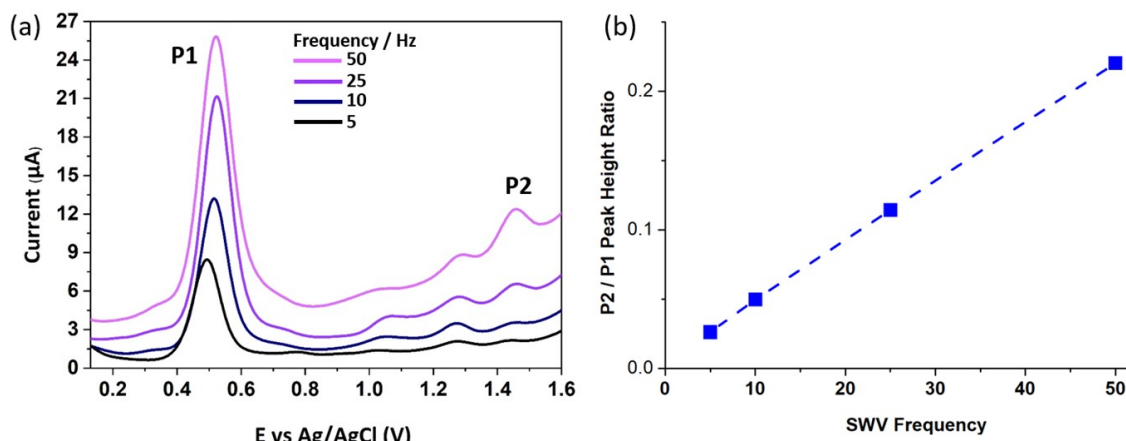 (a)
27
24
21
18
15
12
9
6
3
0
Current (µA)
P1
Frequency / Hz
50
25
10
5
P2
0.2 0.4 0.6 0.8 1.0 1.2 1.4 1.6
E vs Ag/AgCl (V)
(b)
0.2
0.1
0.0
P2 / P1 Peak Height Ratio
0 10 20 30 40 50
SWV Frequency